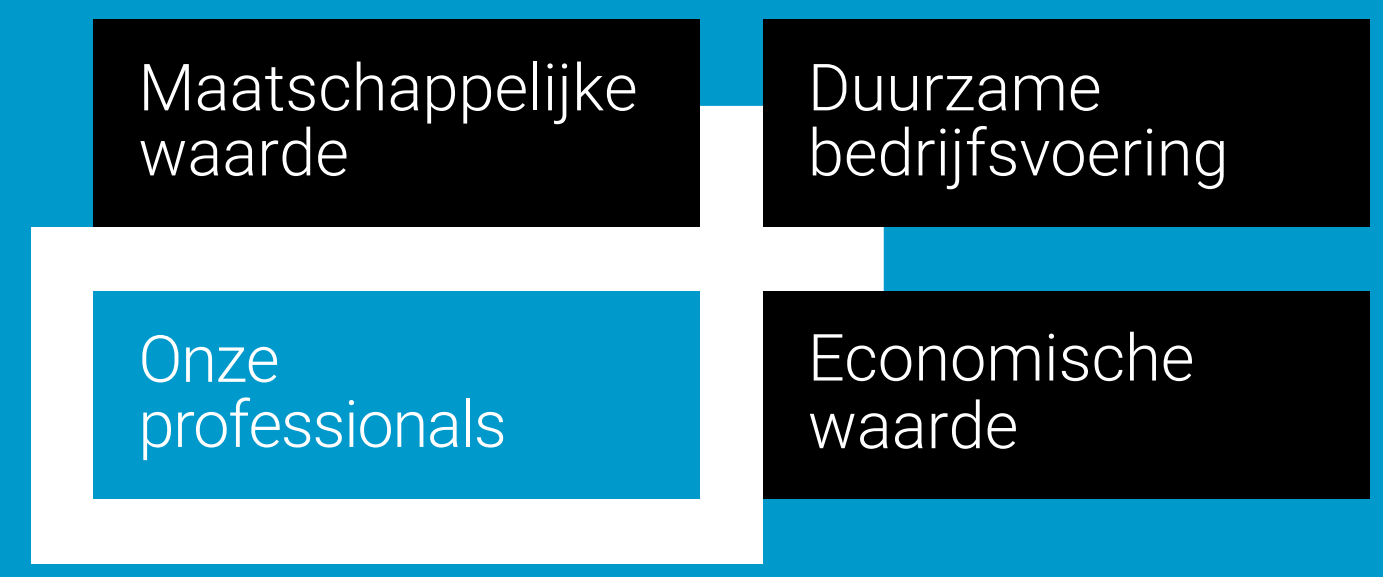 Maatschappelijke
waarde
Duurzame
bedrijfsvoering
Onze
professionals
Economische
waarde